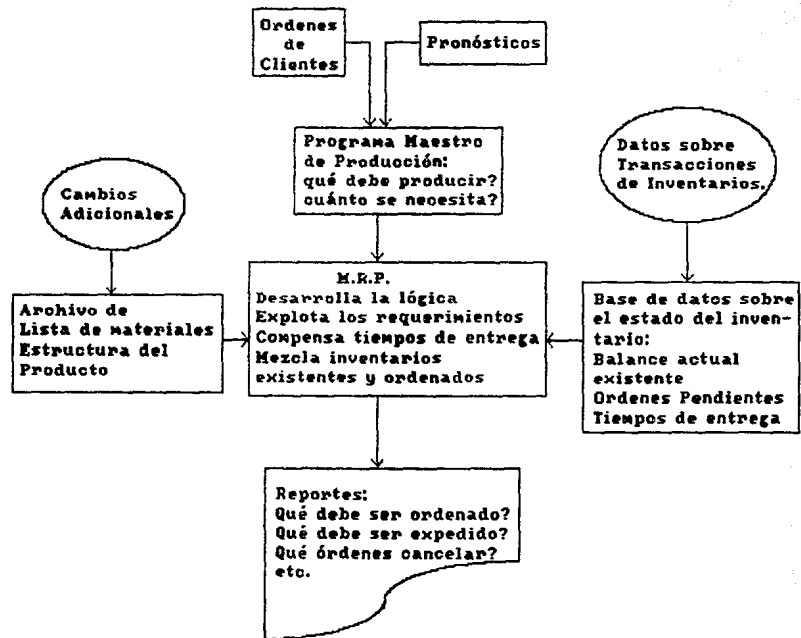 Ordenes
de
Clientes
Pronósticos
Programa Maestro
de Producción:
qué debe producir?
cuánto se necesita?
Datos sobre
Transacciones
de Inventarios.
Cambios
Adicionales
M.R.P.
Desarrolla la lógica
Explota los requerimientos
Compensa tiempos de entrega
Mezcla inventarios
existentes y ordenados
Archivo de
Lista de materiales
Estructura del
Producto
Base de datos sobre
el estado del inven-
tario:
Balance actual
existente
Ordenes Pendientes
Tiempos de entrega
Reportes:
Qué debe ser ordenado?
Qué debe ser expedido?
Qué órdenes cancelar?
etc.